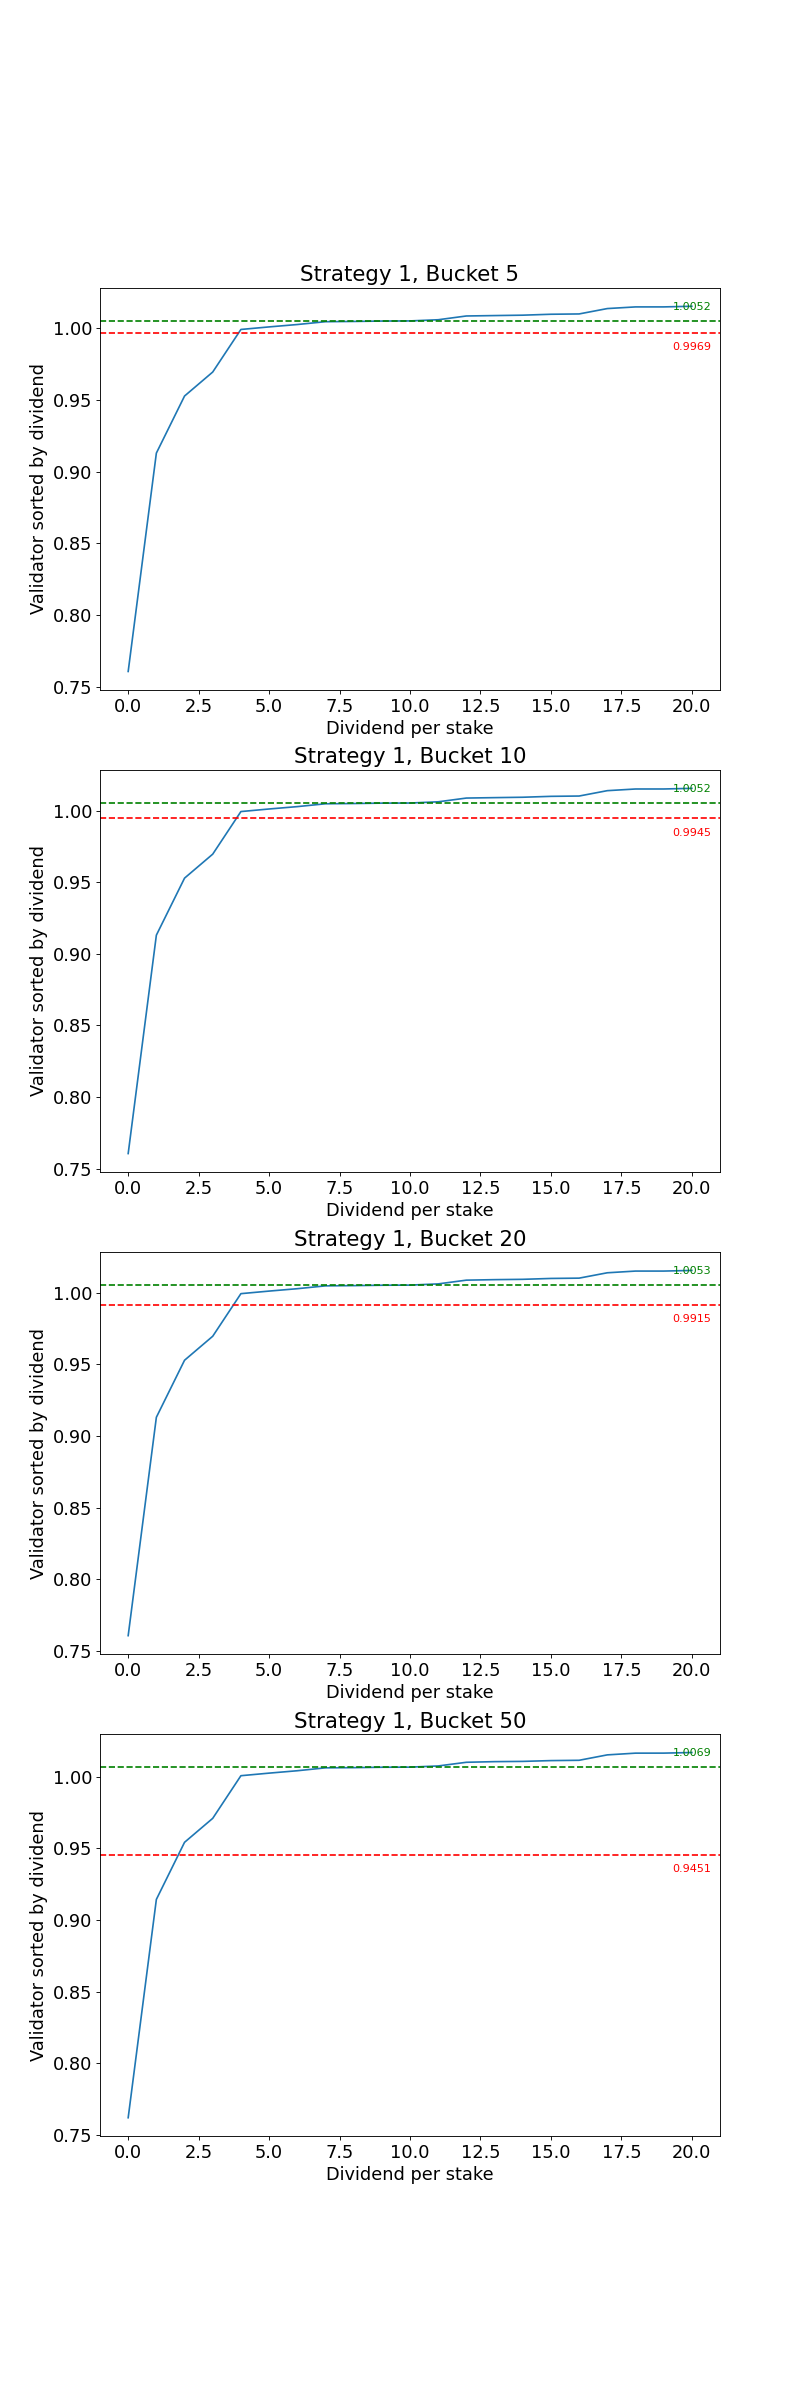 Strategy 1, Bucket 5
1.0052
1.00
0.9969
0.95
0.90
0.85
0.80
0.75
Validator sorted by dividend
0.0 2.5 5.0 7.5 10.0 12.5 15.0 17.5 20.0
Dividend per stake
Strategy 1, Bucket 10
1.0052
1.00
0.9945
0.95
0.90
0.85
0.80
0.75
Validator sorted by dividend
0.0 2.5 5.0 7.5 10.0 12.5 15.0 17.5 20.0
Dividend per stake
Strategy 1, Bucket 20
1.0053
1.00
0.9915
0.95
0.90
0.85
0.80
0.75
Validator sorted by dividend
0.0 2.5 5.0 7.5 10.0 12.5 15.0 17.5 20.0
Dividend per stake
Strategy 1, Bucket 50
1.0069
1.00
0.95
0.9451
0.90
0.85
0.80
0.75
Validator sorted by dividend
0.0 2.5 5.0 7.5 10.0 12.5 15.0 17.5 20.0
Dividend per stake